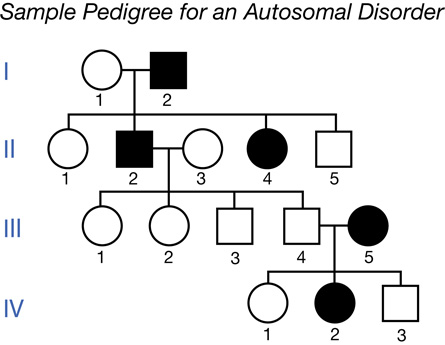 Sample Pedigree for an Autosomal Disorder
I
1 2
II
1 2 3 4 5
III
1 2 3 4 5
IV
1 2 3